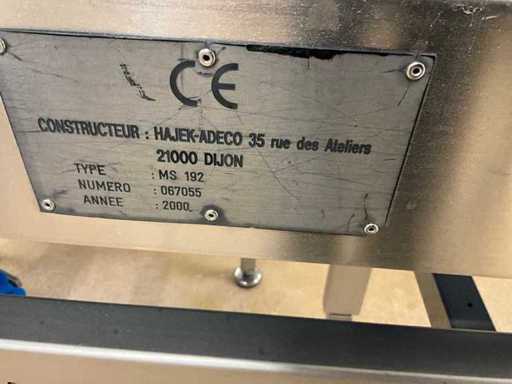 CE
CONSTRUCTEUR : HAJEK-ADECO 35 rue des Ateliers
21000 DIJON
TYPE : MS 192
NUMERO : 067055
ANNEE : 2000